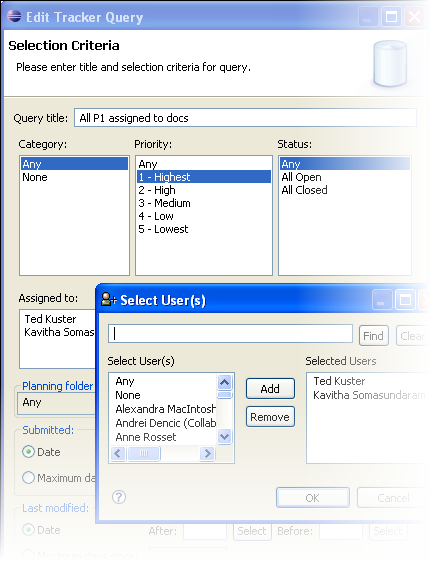 Edit Tracker Query
Selection Criteria
Please enter title and selection criteria for query.
Query title: All P1 assigned to docs
Category: Priority: Status:
Any Any Any
None 1 - Highest All Open
2 - High All Closed
3 - Medium
4 - Low
5 - Lowest
Assigned to:
Ted Kuster
Kavitha Somas
Planning folder
Any
Submitted:
Date
Maximum da
Last modified:
Date After: Select Before: Select
Select User(s)
Find Clear
Select User(s) Selected Users
Any Ted Kuster
None Kavitha Somasundaram
Alexandra MacIntosh
Andrei Dencic (Collab
Anne Rosset
Add
Remove
OK Cancel